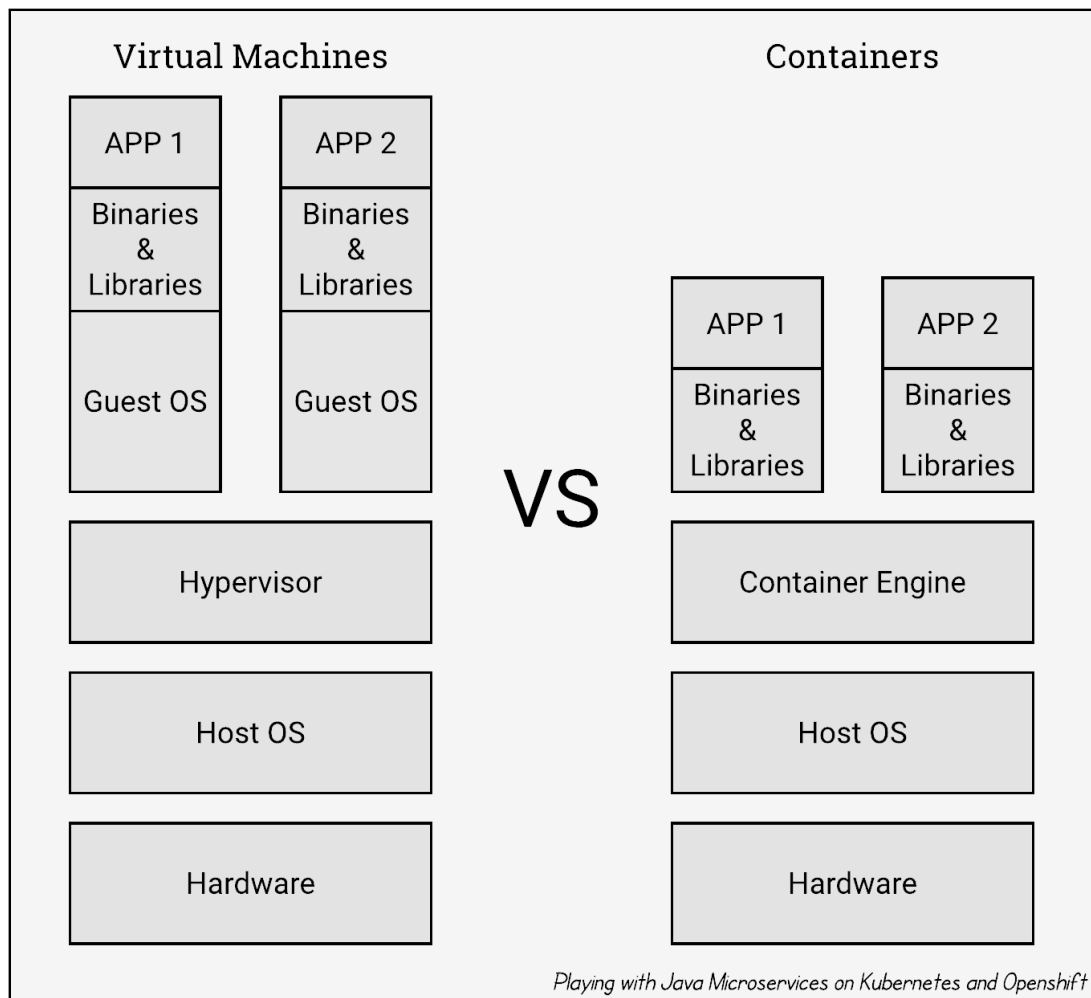 Virtual Machines
APP 1
Binaries
&
Libraries
Guest OS
APP 2
Binaries
&
Libraries
Guest OS
Hypervisor
Host OS
Hardware
VS
Containers
APP 1
Binaries
&
Libraries
APP 2
Binaries
&
Libraries
Container Engine
Host OS
Hardware
Playing with Java Microservices on Kubernetes and Openshift